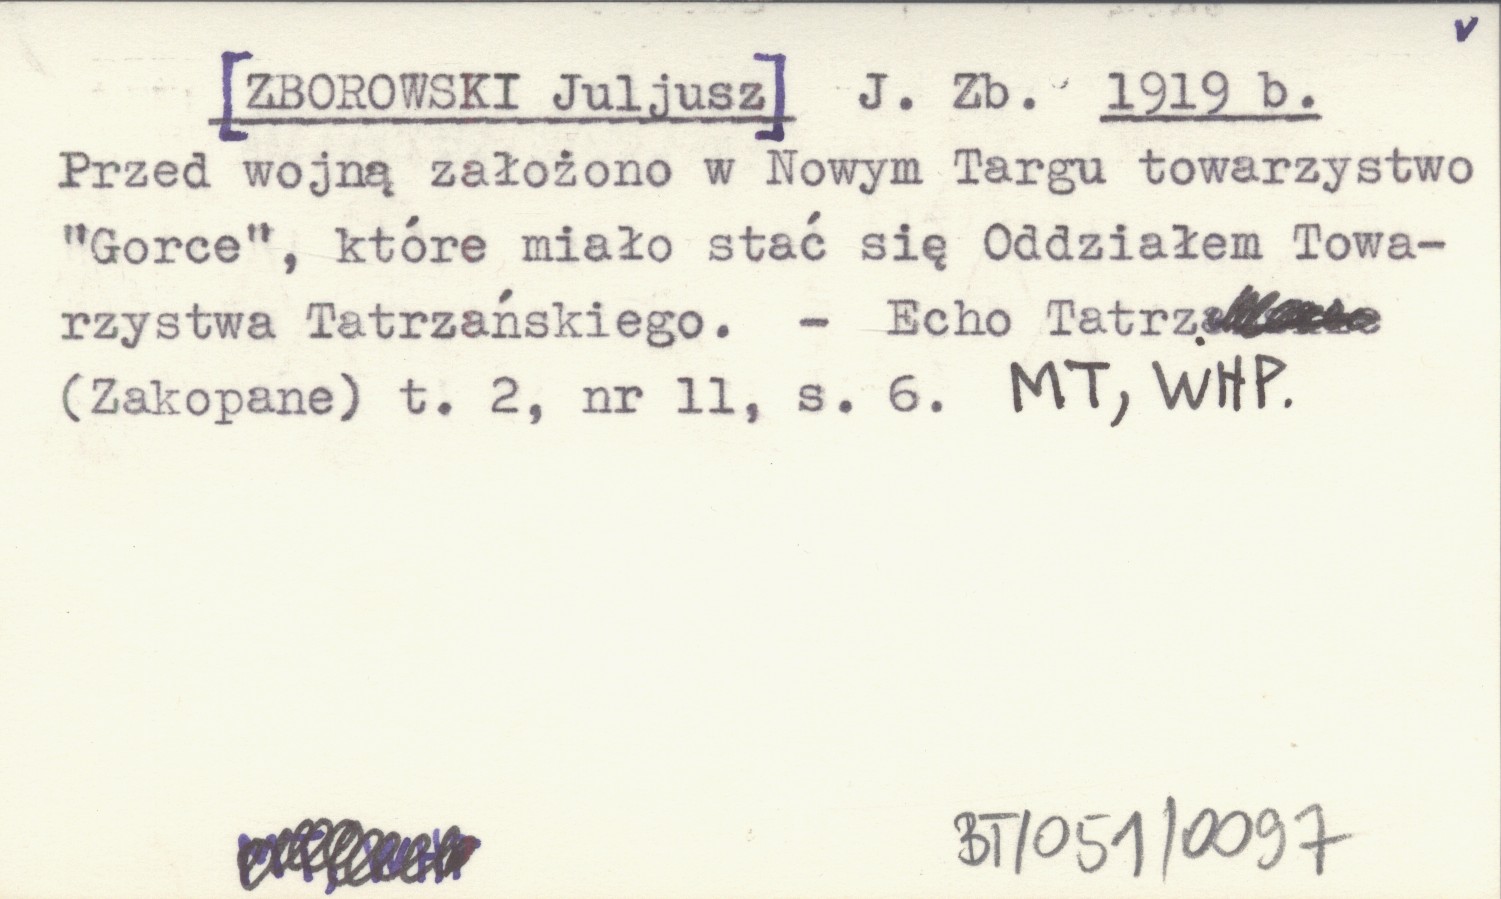 v
[ZBOROWSKI Juljusz] J. Zb. 1919 b.
Przed wojną założono w Nowym Targu towarzystwo
"Gorce", które miało stać się Oddziałem Towa-
rzystwa Tatrzańskiego. - Echo Tatrz.
(Zakopane) t. 2, nr 11, s. 6. MT, WHP.
BT/051/0097